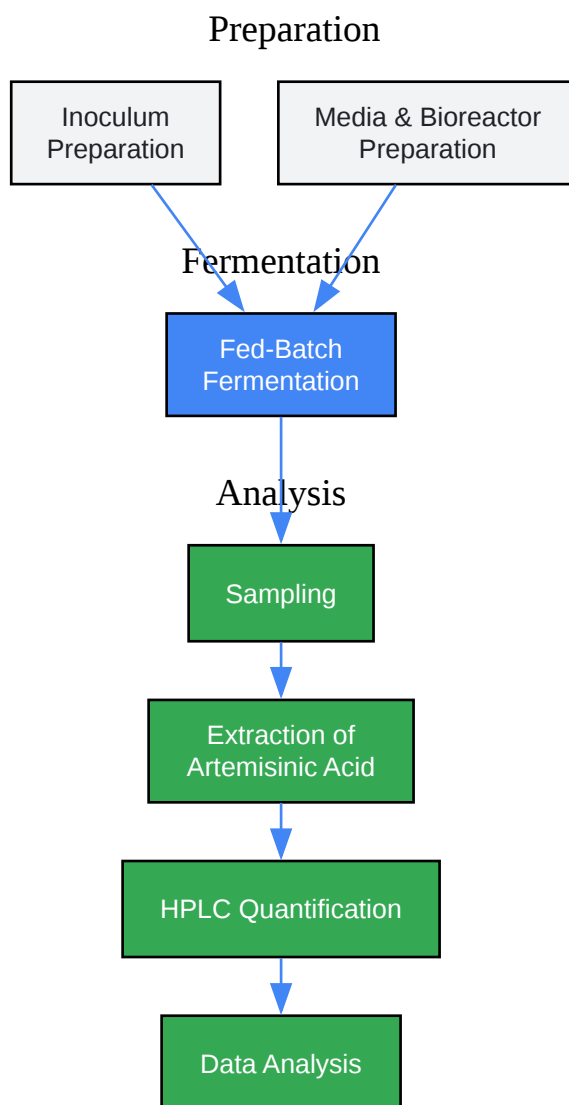 Preparation
Inoculum
Preparation
Media & Bioreactor
Preparation
Fermentation
Fed-Batch
Fermentation
Analysis
Sampling
Extraction of
Artemisinic Acid
HPLC Quantification
Data Analysis